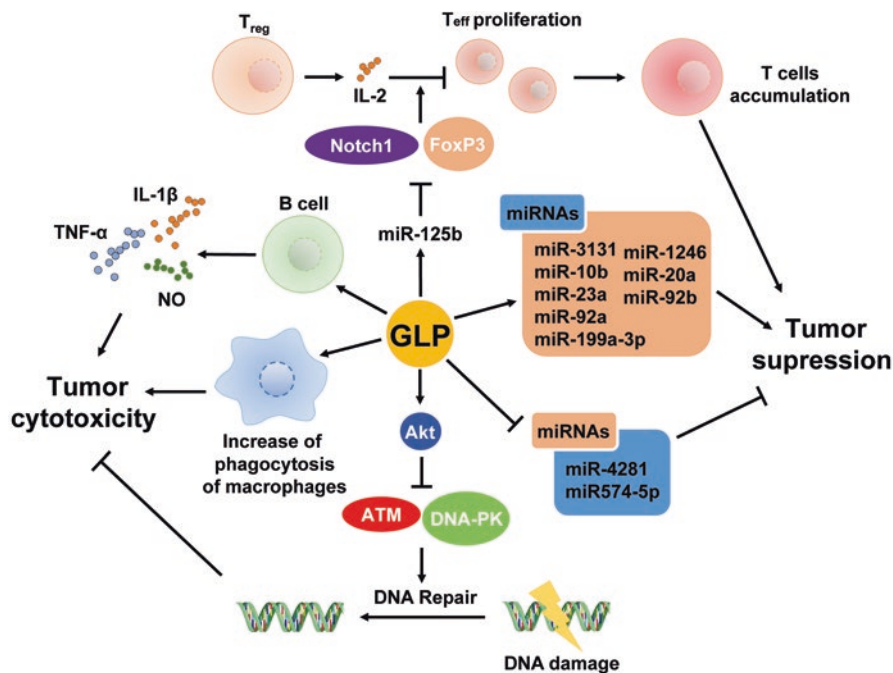 Treg
Teff proliferation
IL-2
T cells
accumulation
Notch1
FoxP3
IL-1β
TNF-α
NO
B cell
miR-125b
miRNAs
miR-3131
miR-1246
miR-10b
miR-20a
miR-23a
miR-92b
miR-92a
miR-199a-3p
GLP
Tumor
supression
Tumor
cytotoxicity
Increase of
phagocytosis
of macrophages
Akt
miRNAs
miR-4281
miR574-5p
ATM
DNA-PK
DNA Repair
DNA damage